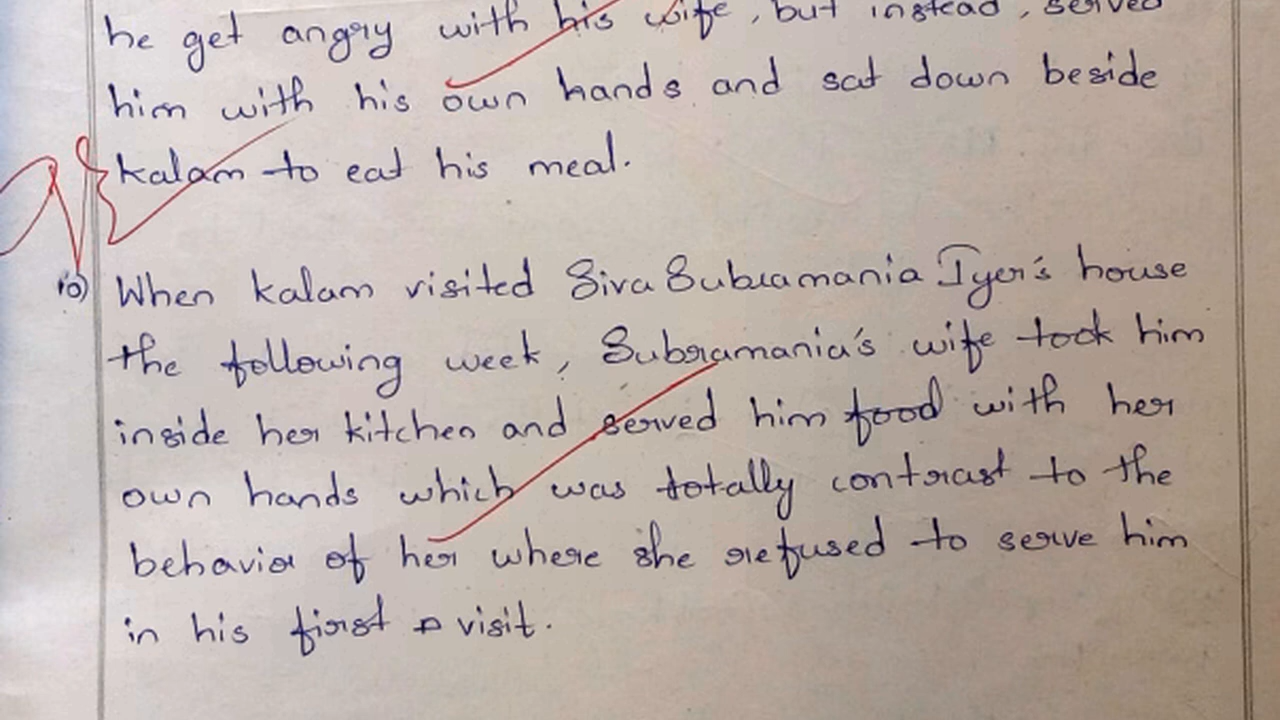 he get angry with his wife, but instead, served
him with his own hands and sat down beside
kalam to eat his meal.
10) When kalam visited Siva Subramania Iyer's house
the following week, Subramania's wife took him
inside her kitchen and served him food with her
own hands which was totally contrast to the
behavior of her where she refused to serve him
in his first visit.